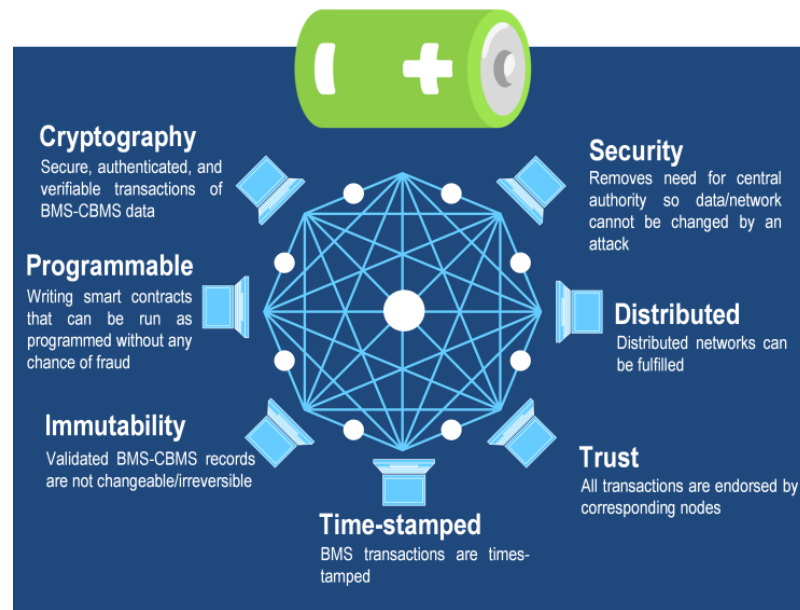 Cryptography
Secure, authenticated, and
verifiable transactions of
BMS-CBMS data
Security
Removes need for central
authority so data/network
cannot be changed by an
attack
Programmable
Writing smart contracts
that can be run as
programmed without any
chance of fraud
Distributed
Distributed networks can
be fulfilled
Immutability
Validated BMS-CBMS records
are not changeable/irreversible
Trust
All transactions are endorsed by
corresponding nodes
Time-stamped
BMS transactions are times-
tamped